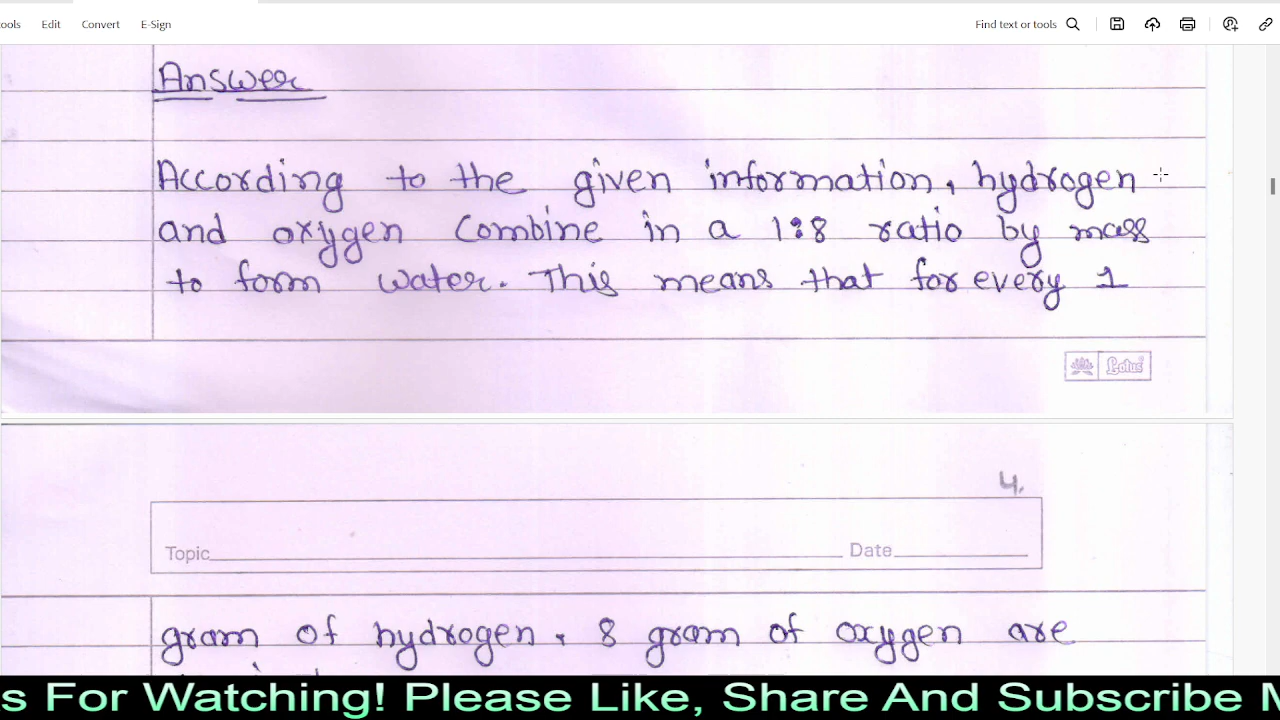 ools Edit Convert E-Sign Find text or tools
Answer
According to the given information, hydrogen
and oxygen combine in a 1:8 ratio by mass
to form water. This means that for every 1
Lotus
4.
Topic Date
gram of hydrogen, 8 gram of oxygen are
s For Watching! Please Like, Share And Subscribe M